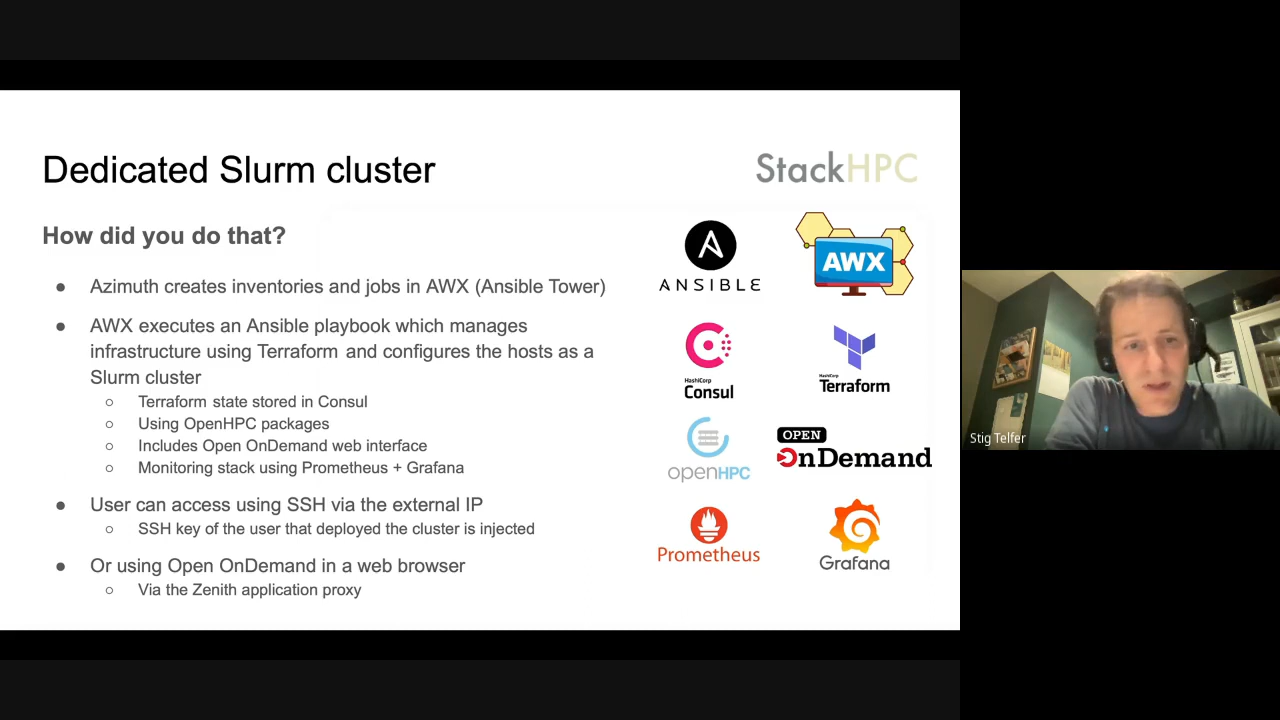 Dedicated Slurm cluster
StackHPC
How did you do that?
● Azimuth creates inventories and jobs in AWX (Ansible Tower)
● AWX executes an Ansible playbook which manages
infrastructure using Terraform and configures the hosts as a
Slurm cluster
○ Terraform state stored in Consul
○ Using OpenHPC packages
○ Includes Open OnDemand web interface
○ Monitoring stack using Prometheus + Grafana
● User can access using SSH via the external IP
○ SSH key of the user that deployed the cluster is injected
● Or using Open OnDemand in a web browser
○ Via the Zenith application proxy
ANSIBLE
AWX
HashiCorp
Consul
HashiCorp
Terraform
openHPC
OPEN
OnDemand
Prometheus
Grafana
Stig Telfer